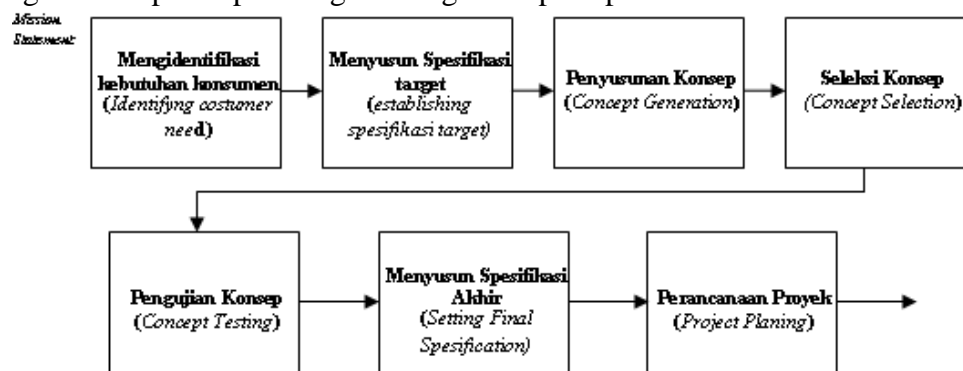 Mission
Statement
Mengidentifikasi
kebutuhan konsumen
(Identifyng costumer
need)
Menyusun Spesifikasi
target
(establishing
spesifikasi target)
Penyusunan Konsep
(Concept Generation)
Seleksi Konsep
(Concept Selection)
Pengujian Konsep
(Concept Testing)
Menyusun Spesifikasi
Akhir
(Setting Final
Spesification)
Perancanaan Proyek
(Project Planing)